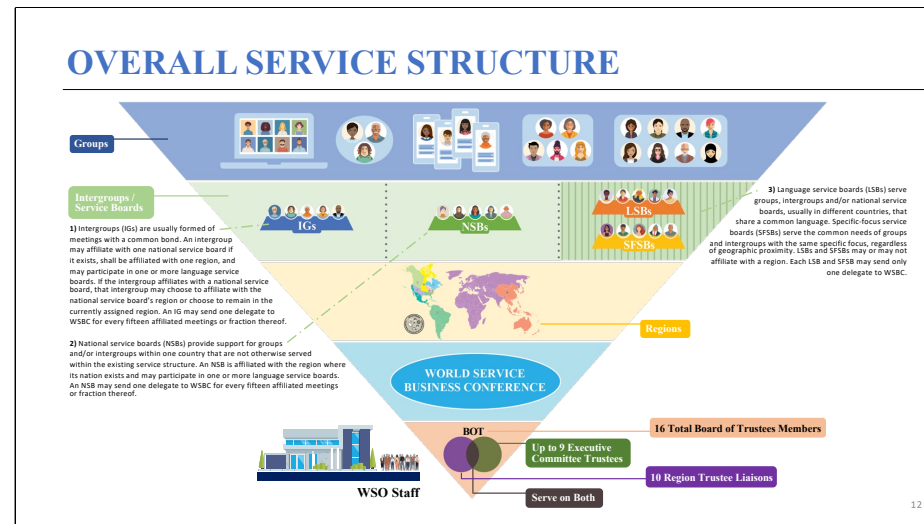 OVERALL SERVICE STRUCTURE
Groups
Intergroups /
Service Boards
1) Intergroups (IGs) are usually formed of
meetings with a common bond. An intergroup
may affiliate with one national service board if
it exists, shall be affiliated with one region, and
may participate in one or more language service
boards. If the intergroup affiliates with a national service
board, that intergroup may choose to affiliate with the
national service board's region or choose to remain in the
currently assigned region. An IG may send one delegate to
WSBC for every fifteen affiliated meetings or fraction thereof.
2) National service boards (NSBs) provide support for groups
and/or intergroups within one country that are not otherwise served
within the existing service structure. An NSB is affiliated with the region where
its nation exists and may participate in one or more language service boards.
An NSB may send one delegate to WSBC for every fifteen affiliated meetings
or fraction thereof.
IGs
NSBs
LSBs
SFSBs
3) Language service boards (LSBs) serve
groups, intergroups and/or national service
boards, usually in different countries, that
share a common language. Specific-focus service
boards (SFSBs) serve the common needs of groups
and intergroups with the same specific focus, regardless
of geographic proximity. LSBs and SFSBs may or may not
affiliate with a region. Each LSB and SFSB may send only
one delegate to WSBC.
Regions
WORLD SERVICE
BUSINESS CONFERENCE
BOT
16 Total Board of Trustees Members
Up to 9 Executive
Committee Trustees
10 Region Trustee Liaisons
Serve on Both
WSO Staff
12